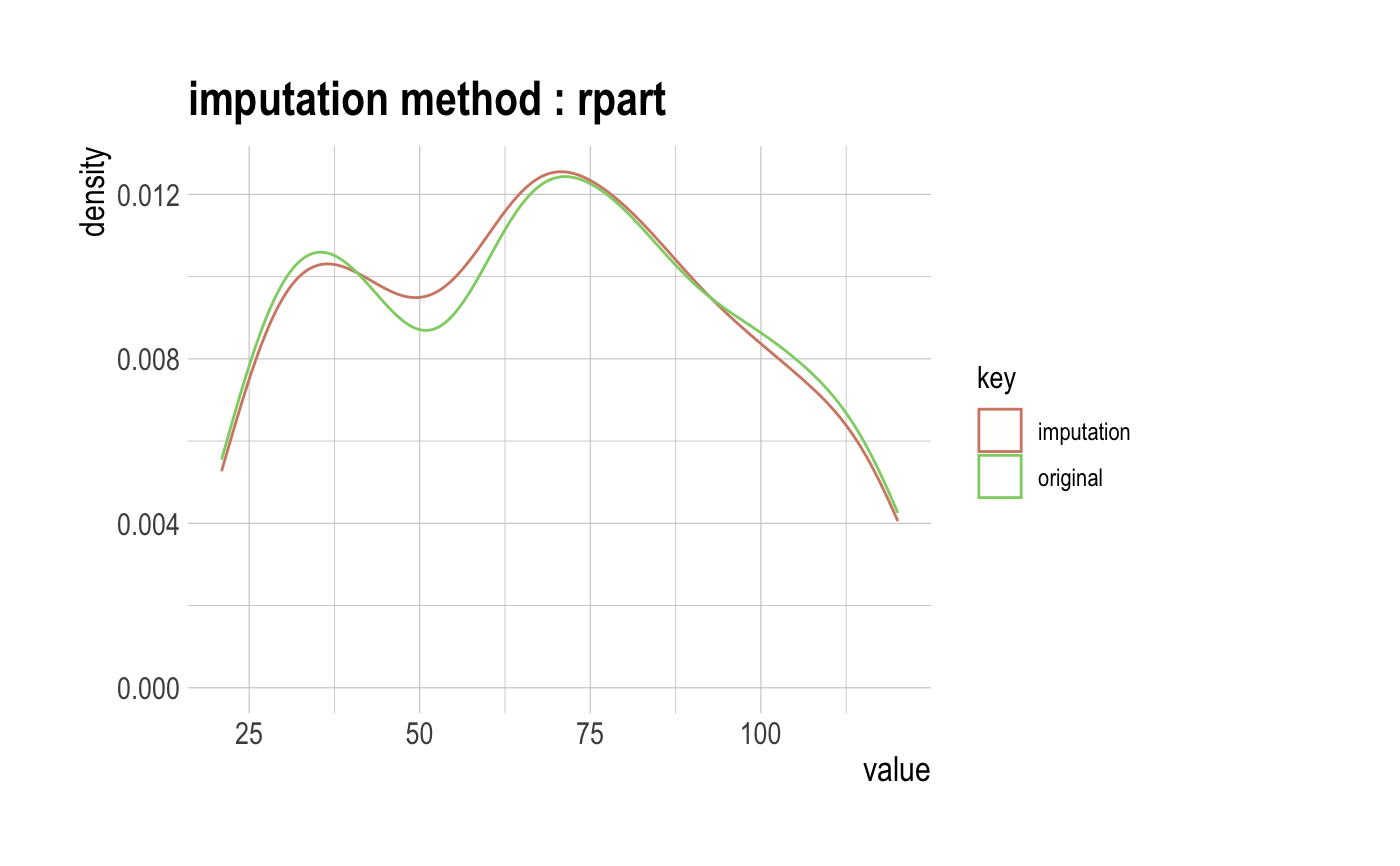 imputation method : rpart
density
0.012
0.008
0.004
0.000
25 50 75 100
value
key
imputation
original